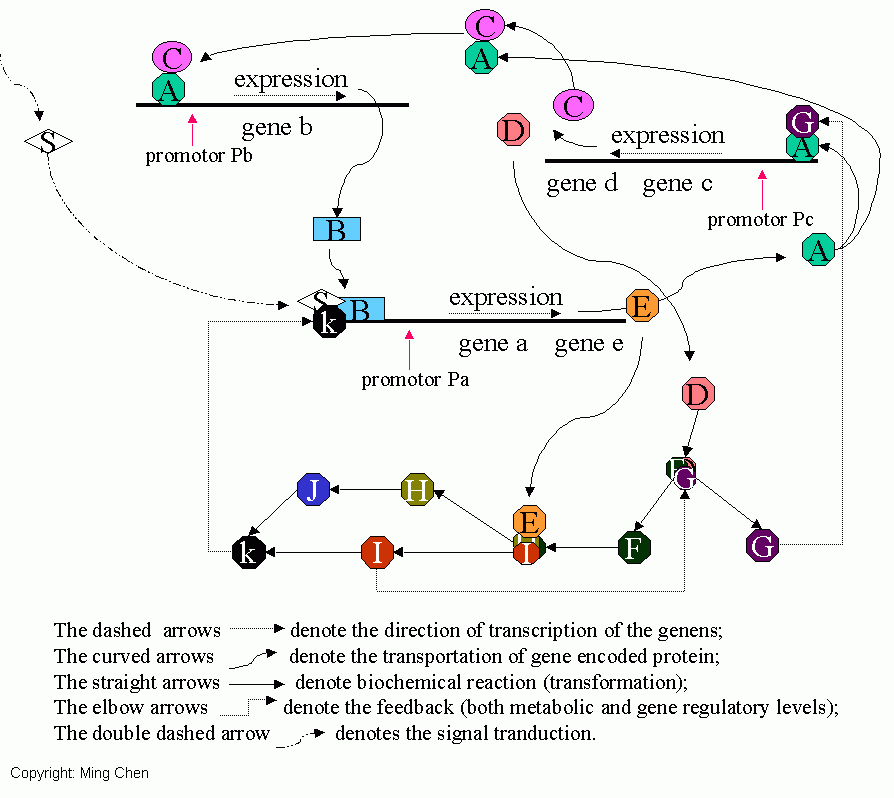 C
C
A
A
expression
gene b
promotor Pb
S
C
D
G
A
expression
gene d gene c
promotor Pc
A
B
S
B
k
expression
E
gene a gene e
promotor Pa
D
G
J
H
E
I
k
I
F
G
The dashed arrows denote the direction of transcription of the genens;
The curved arrows denote the transportation of gene encoded protein;
The straight arrows denote biochemical reaction (transformation);
The elbow arrows denote the feedback (both metabolic and gene regulatory levels);
The double dashed arrow denotes the signal tranduction.
Copyright: Ming Chen